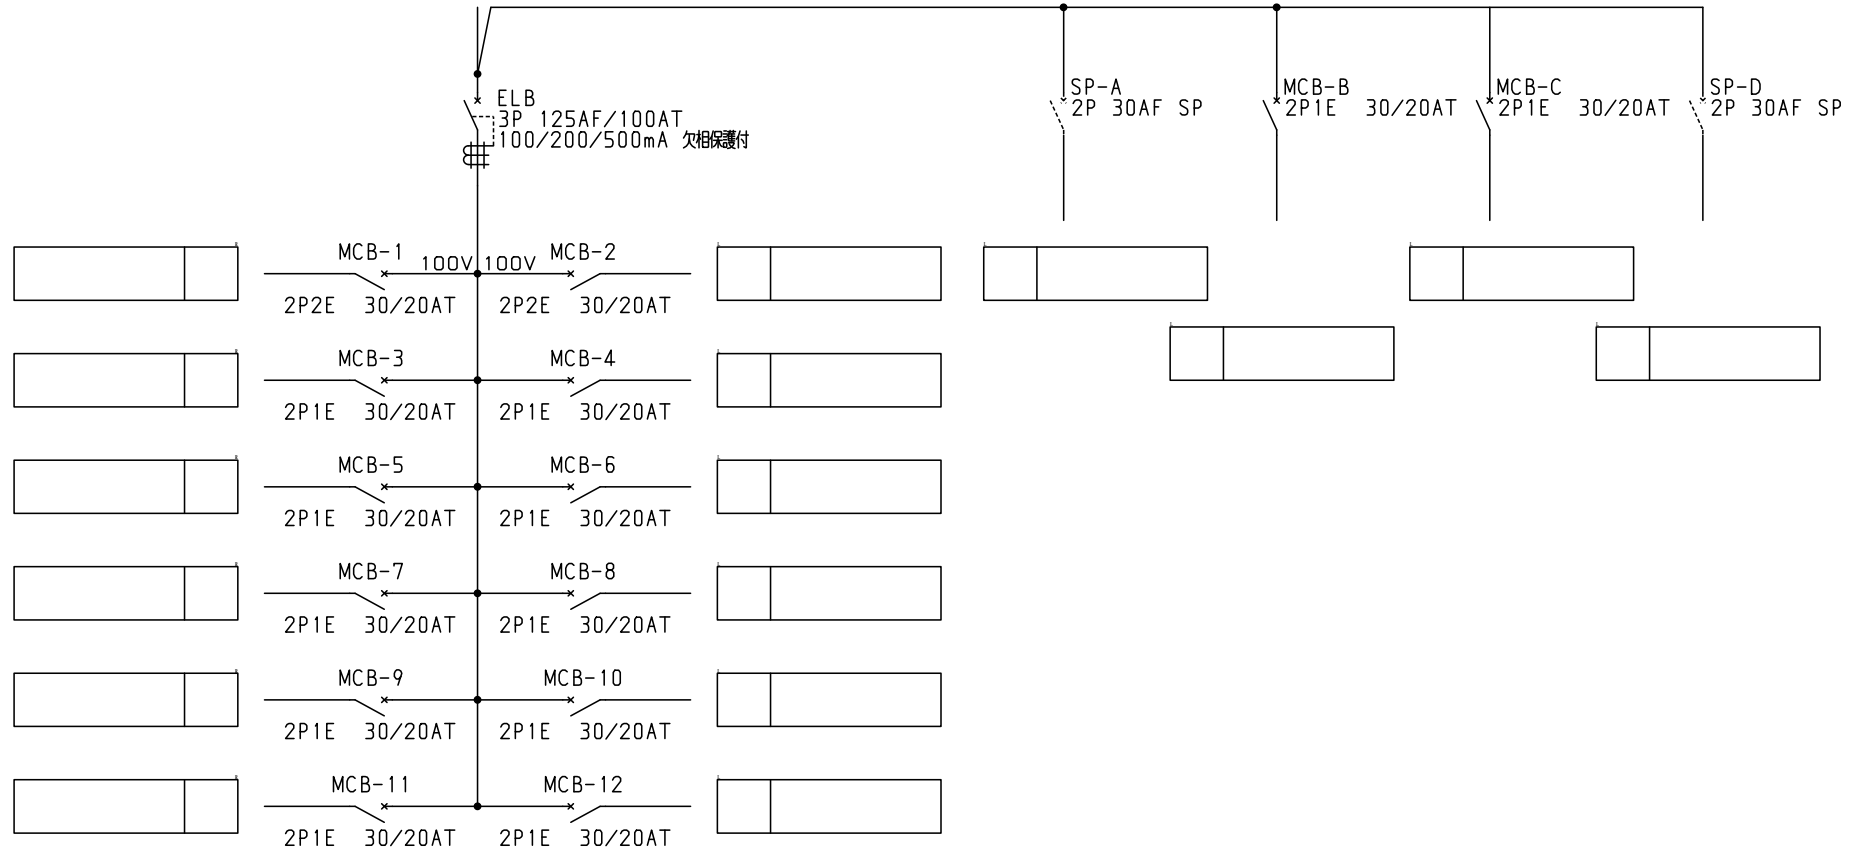 ELB
3P 125AF/100AT
100/200/500mA 欠相保護付
SP-A
2P 30AF SP
MCB-B
2P1E 30/20AT
MCB-C
2P1E 30/20AT
SP-D
2P 30AF SP
MCB-1 100V 100V MCB-2
2P2E 30/20AT 2P2E 30/20AT
MCB-3 MCB-4
2P1E 30/20AT 2P1E 30/20AT
MCB-5 MCB-6
2P1E 30/20AT 2P1E 30/20AT
MCB-7 MCB-8
2P1E 30/20AT 2P1E 30/20AT
MCB-9 MCB-10
2P1E 30/20AT 2P1E 30/20AT
MCB-11 MCB-12
2P1E 30/20AT 2P1E 30/20AT